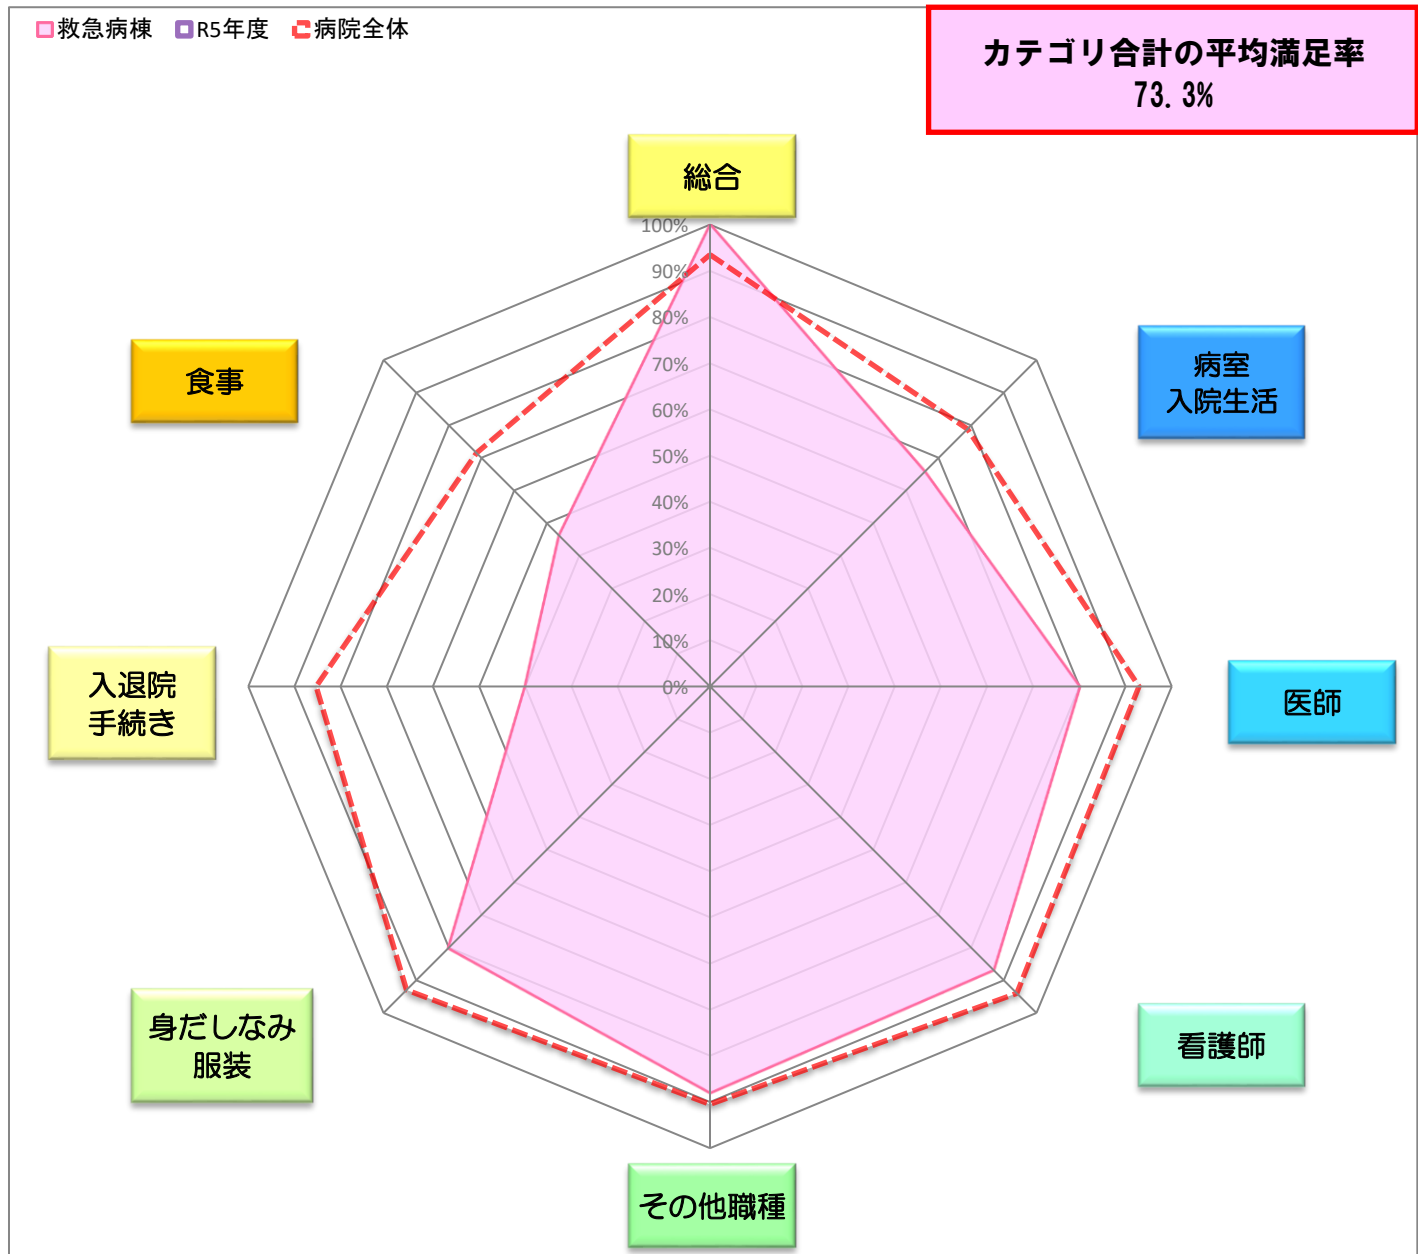 救急病棟 R5年度 病院全体
カテゴリ合計の平均満足率
73.3%
総合
100%
90%
80%
70%
60%
50%
40%
30%
20%
10%
0%
病室
入院生活
医師
看護師
その他職種
身だしなみ
服装
入退院
手続き
食事